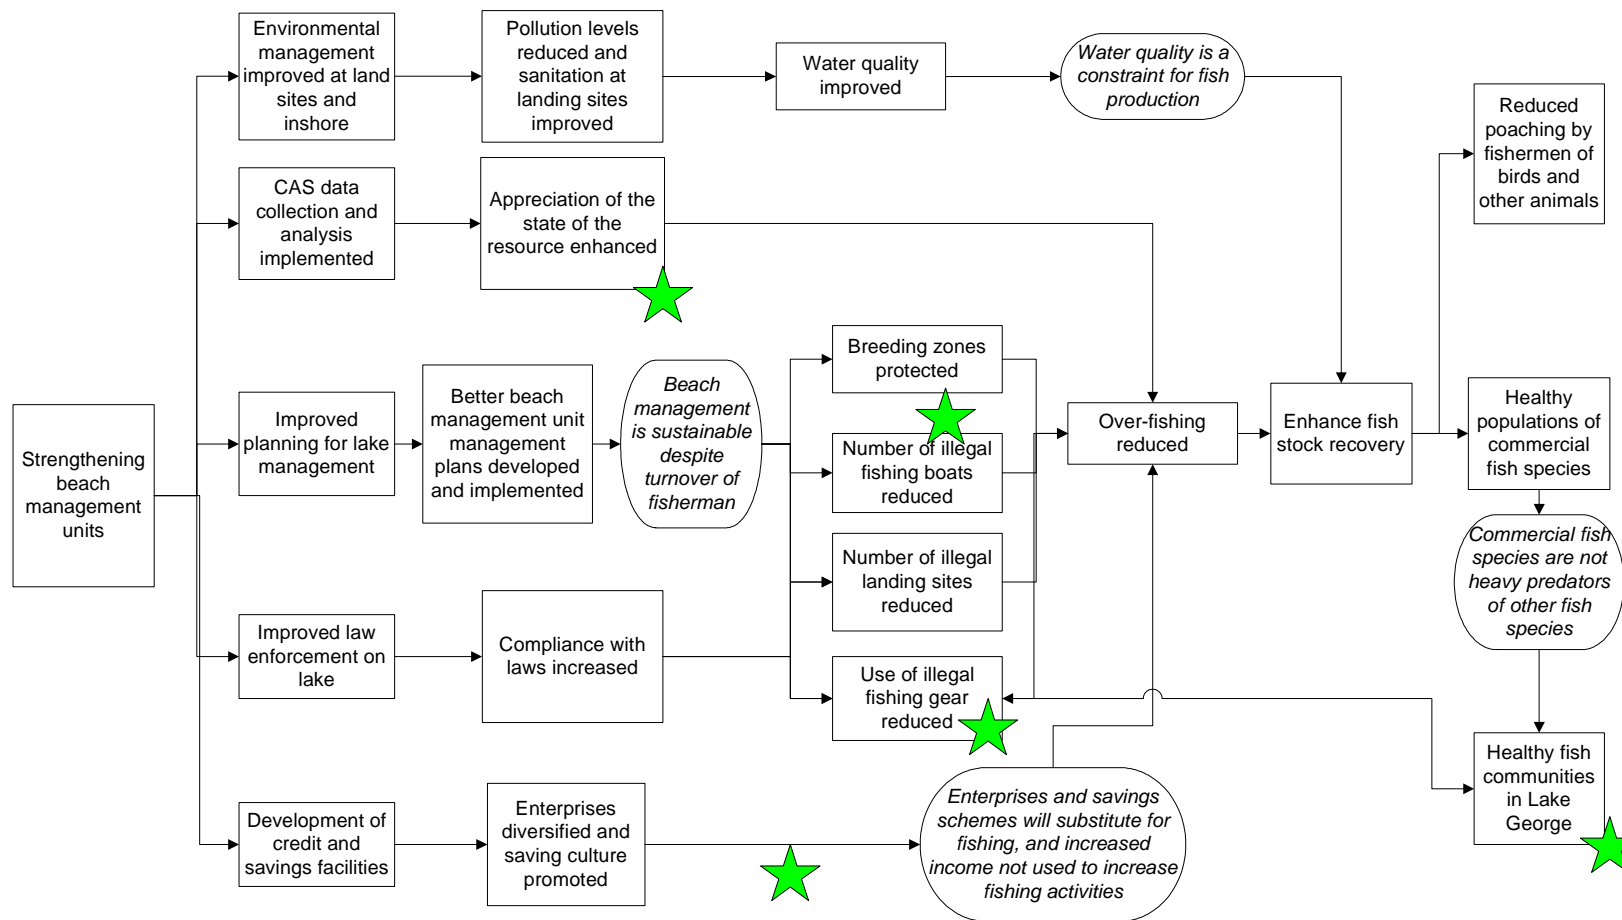 Environmental
management
improved at land
sites and
inshore
Pollution levels
reduced and
sanitation at
landing sites
improved
Water quality
improved
Water quality is a
constraint for fish
production
Reduced
poaching by
fishermen of
birds and
other animals
CAS data
collection and
analysis
implemented
Appreciation of the
state of the
resource enhanced
Strengthening
beach
management
units
Improved
planning for lake
management
Better beach
management unit
management
plans developed
and implemented
Beach
management
is sustainable
despite
turnover of
fisherman
Breeding zones
protected
Number of illegal
fishing boats
reduced
Number of illegal
landing sites
reduced
Use of illegal
fishing gear
reduced
Over-fishing
reduced
Enhance fish
stock recovery
Healthy
populations of
commercial
fish species
Commercial fish
species are not
heavy predators
of other fish
species
Improved law
enforcement on
lake
Compliance with
laws increased
Healthy fish
communities
in Lake
George
Development of
credit and
savings facilities
Enterprises
diversified and
saving culture
promoted
Enterprises and savings
schemes will substitute for
fishing, and increased
income not used to increase
fishing activities